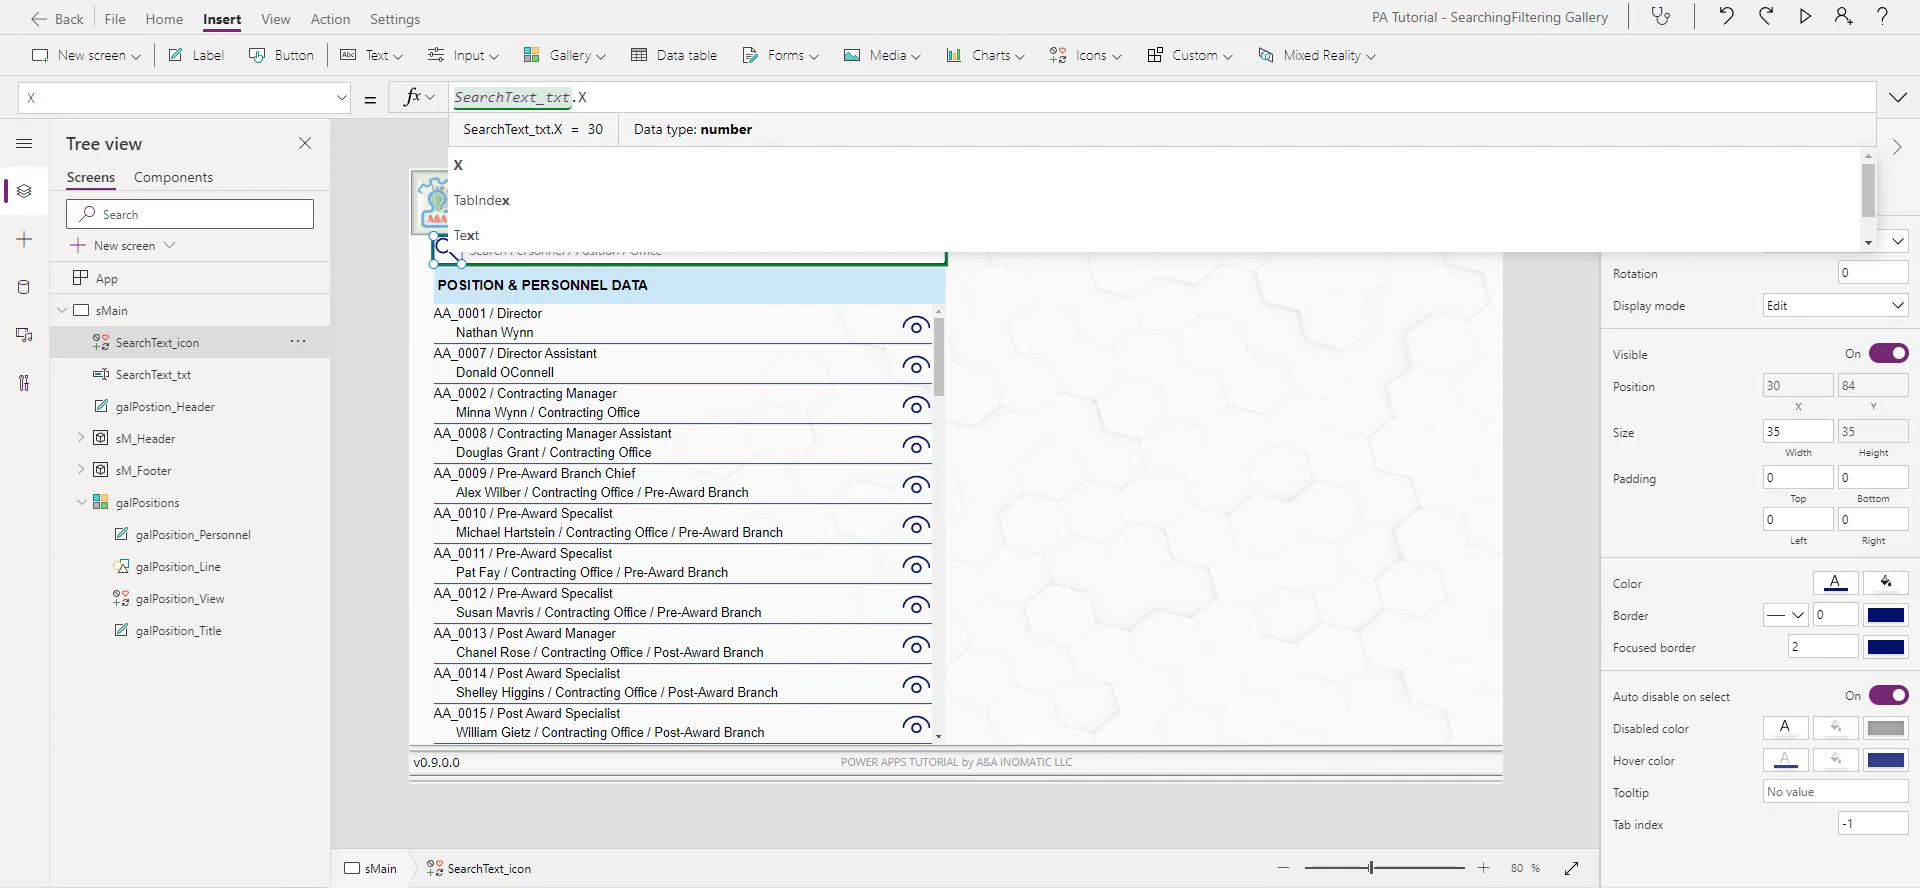 Back File Home Insert View Action Settings PA Tutorial - SearchingFiltering Gallery
New screen Label Button Text Input Gallery Data table Forms Media Charts Icons Custom Mixed Reality
X = fx SearchText_txt.X
SearchText_txt.X = 30 Data type: number
X
TabIndex
Text
Tree view
Screens Components
Search
New screen
App
sMain
SearchText_icon ...
SearchText_txt
galPostion_Header
sM_Header
sM_Footer
galPositions
galPosition_Personnel
galPosition_Line
galPosition_View
galPosition_Title
A&A
Search Personnel / Position / Office
POSITION & PERSONNEL DATA
AA_0001 / Director
Nathan Wynn
AA_0007 / Director Assistant
Donald OConnell
AA_0002 / Contracting Manager
Minna Wynn / Contracting Office
AA_0008 / Contracting Manager Assistant
Douglas Grant / Contracting Office
AA_0009 / Pre-Award Branch Chief
Alex Wilber / Contracting Office / Pre-Award Branch
AA_0010 / Pre-Award Specalist
Michael Hartstein / Contracting Office / Pre-Award Branch
AA_0011 / Pre-Award Specialist
Pat Fay / Contracting Office / Pre-Award Branch
AA_0012 / Pre-Award Specialist
Susan Mavris / Contracting Office / Pre-Award Branch
AA_0013 / Post Award Manager
Chanel Rose / Contracting Office / Post-Award Branch
AA_0014 / Post Award Specialist
Shelley Higgins / Contracting Office / Post-Award Branch
AA_0015 / Post Award Specialist
William Gietz / Contracting Office / Post-Award Branch
v0.9.0.0 POWER APPS TUTORIAL by A&A INOMATIC LLC
sMain SearchText_icon 80 %
Rotation 0
Display mode Edit
Visible On
Position 30 84
X Y
Size 35 35
Width Height
Padding 0 0
Top Bottom
0 0
Left Right
Color A
Border 0
Focused border 2
Auto disable on select On
Disabled color A
Hover color A
Tooltip No value
Tab index -1